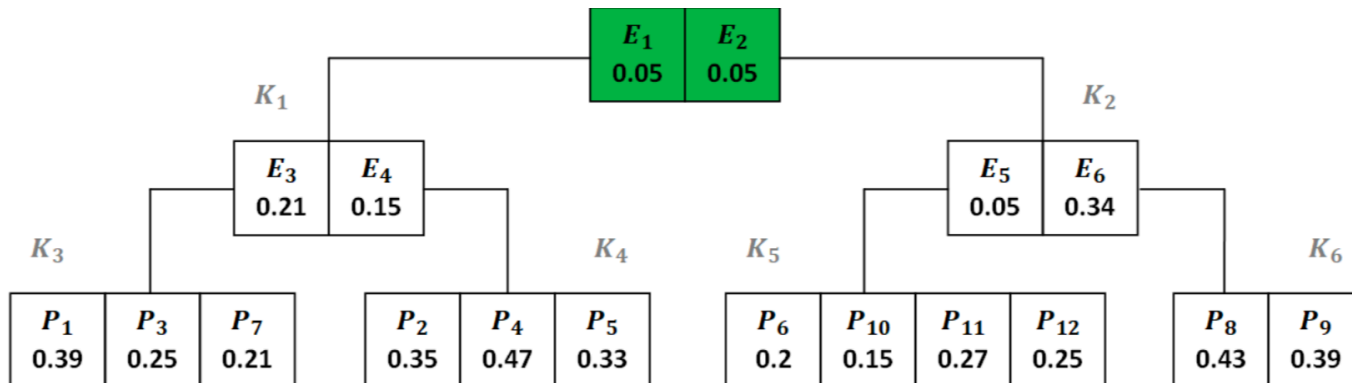 E₁ E₂
0.05 0.05
K₁ K₂
E₃ E₄ E₅ E₆
0.21 0.15 0.05 0.34
K₃ K₄ K₅ K₆
P₁ P₃ P₇ P₂ P₄ P₅ P₆ P₁₀ P₁₁ P₁₂ P₈ P₉
0.39 0.25 0.21 0.35 0.47 0.33 0.2 0.15 0.27 0.25 0.43 0.39